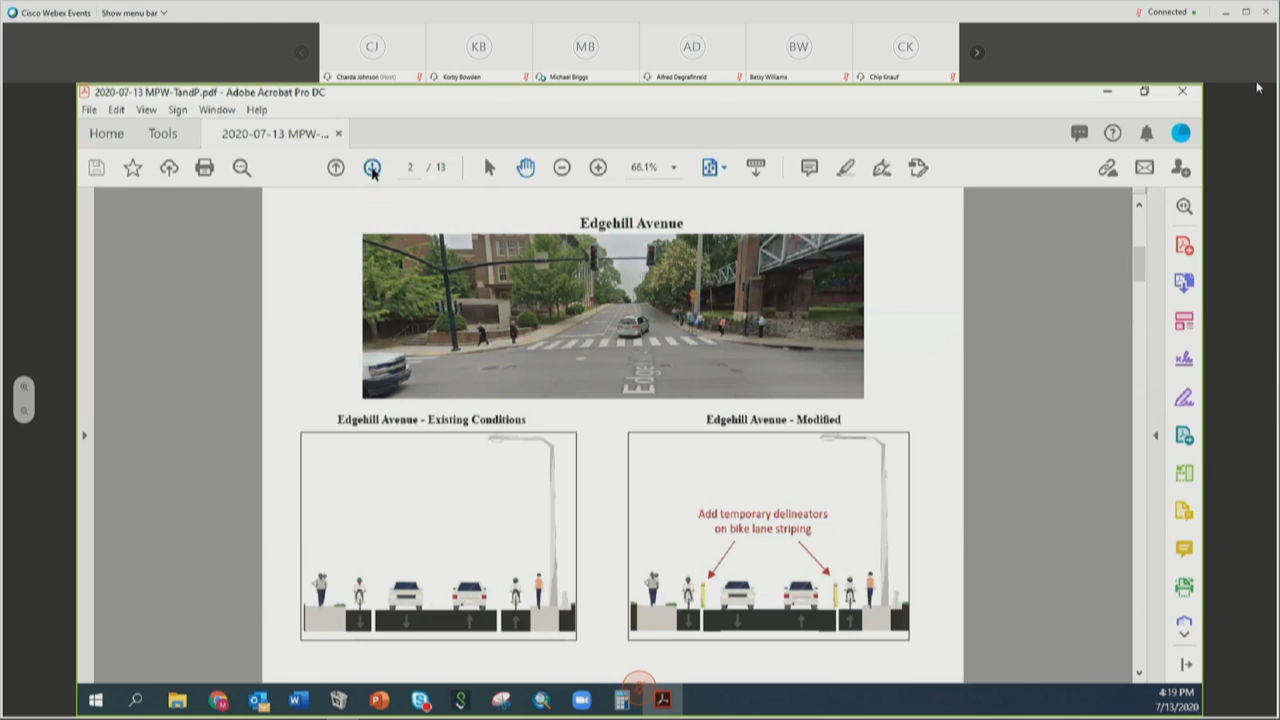 Cisco Webex Events
Show menu bar
Connected
CJ
KB
MB
AD
BW
CK
Charda Johnson (Host)
Korby Bowden
Michael Briggs
Alfred Degrafinreid
Betsy Williams
Chip Knauf
2020-07-13 MPW-TandP.pdf - Adobe Acrobat Pro DC
File Edit View Sign Window Help
Home
Tools
2020-07-13 MPW-...
2 / 13
66.1%
Edgehill Avenue
Edgehill Avenue - Existing Conditions
Edgehill Avenue - Modified
Add temporary delineators
on bike lane striping
4:19 PM
7/13/2020